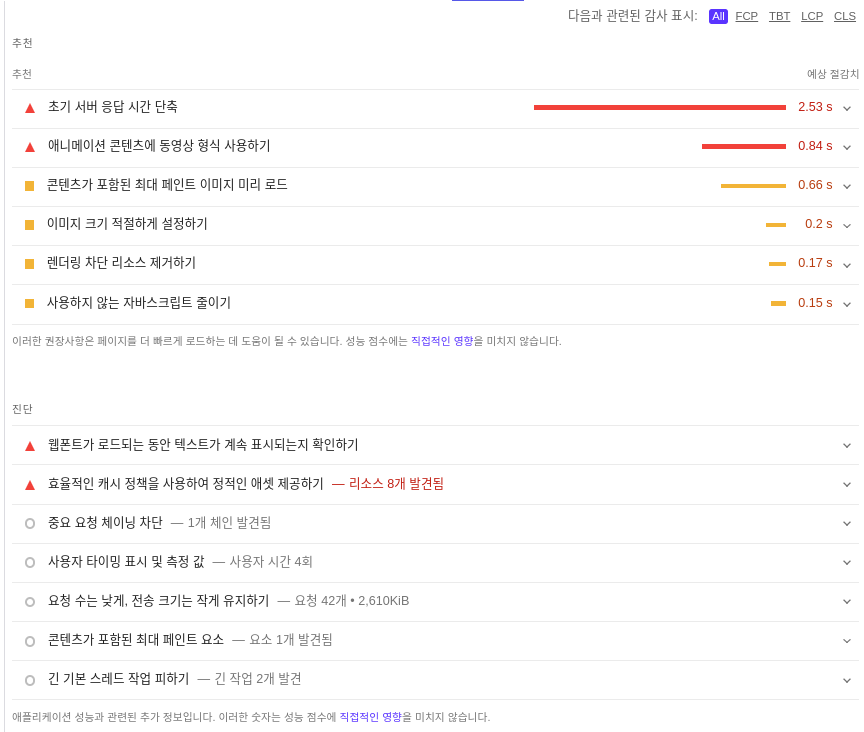 다음과 관련된 감사 표시: All FCP TBT LCP CLS
추천
추천 예상 절감치
초기 서버 응답 시간 단축 2.53 s
애니메이션 콘텐츠에 동영상 형식 사용하기 0.84 s
콘텐츠가 포함된 최대 페인트 이미지 미리 로드 0.66 s
이미지 크기 적절하게 설정하기 0.2 s
렌더링 차단 리소스 제거하기 0.17 s
사용하지 않는 자바스크립트 줄이기 0.15 s
이러한 권장사항은 페이지를 더 빠르게 로드하는 데 도움이 될 수 있습니다. 성능 점수에는 직접적인 영향을 미치지 않습니다.
진단
웹폰트가 로드되는 동안 텍스트가 계속 표시되는지 확인하기
효율적인 캐시 정책을 사용하여 정적인 애셋 제공하기 — 리소스 8개 발견됨
중요 요청 체이닝 차단 — 1개 체인 발견됨
사용자 타이밍 표시 및 측정 값 — 사용자 시간 4회
요청 수는 낮게, 전송 크기는 작게 유지하기 — 요청 42개 • 2,610KiB
콘텐츠가 포함된 최대 페인트 요소 — 요소 1개 발견됨
긴 기본 스레드 작업 피하기 — 긴 작업 2개 발견
애플리케이션 성능과 관련된 추가 정보입니다. 이러한 숫자는 성능 점수에 직접적인 영향을 미치지 않습니다.